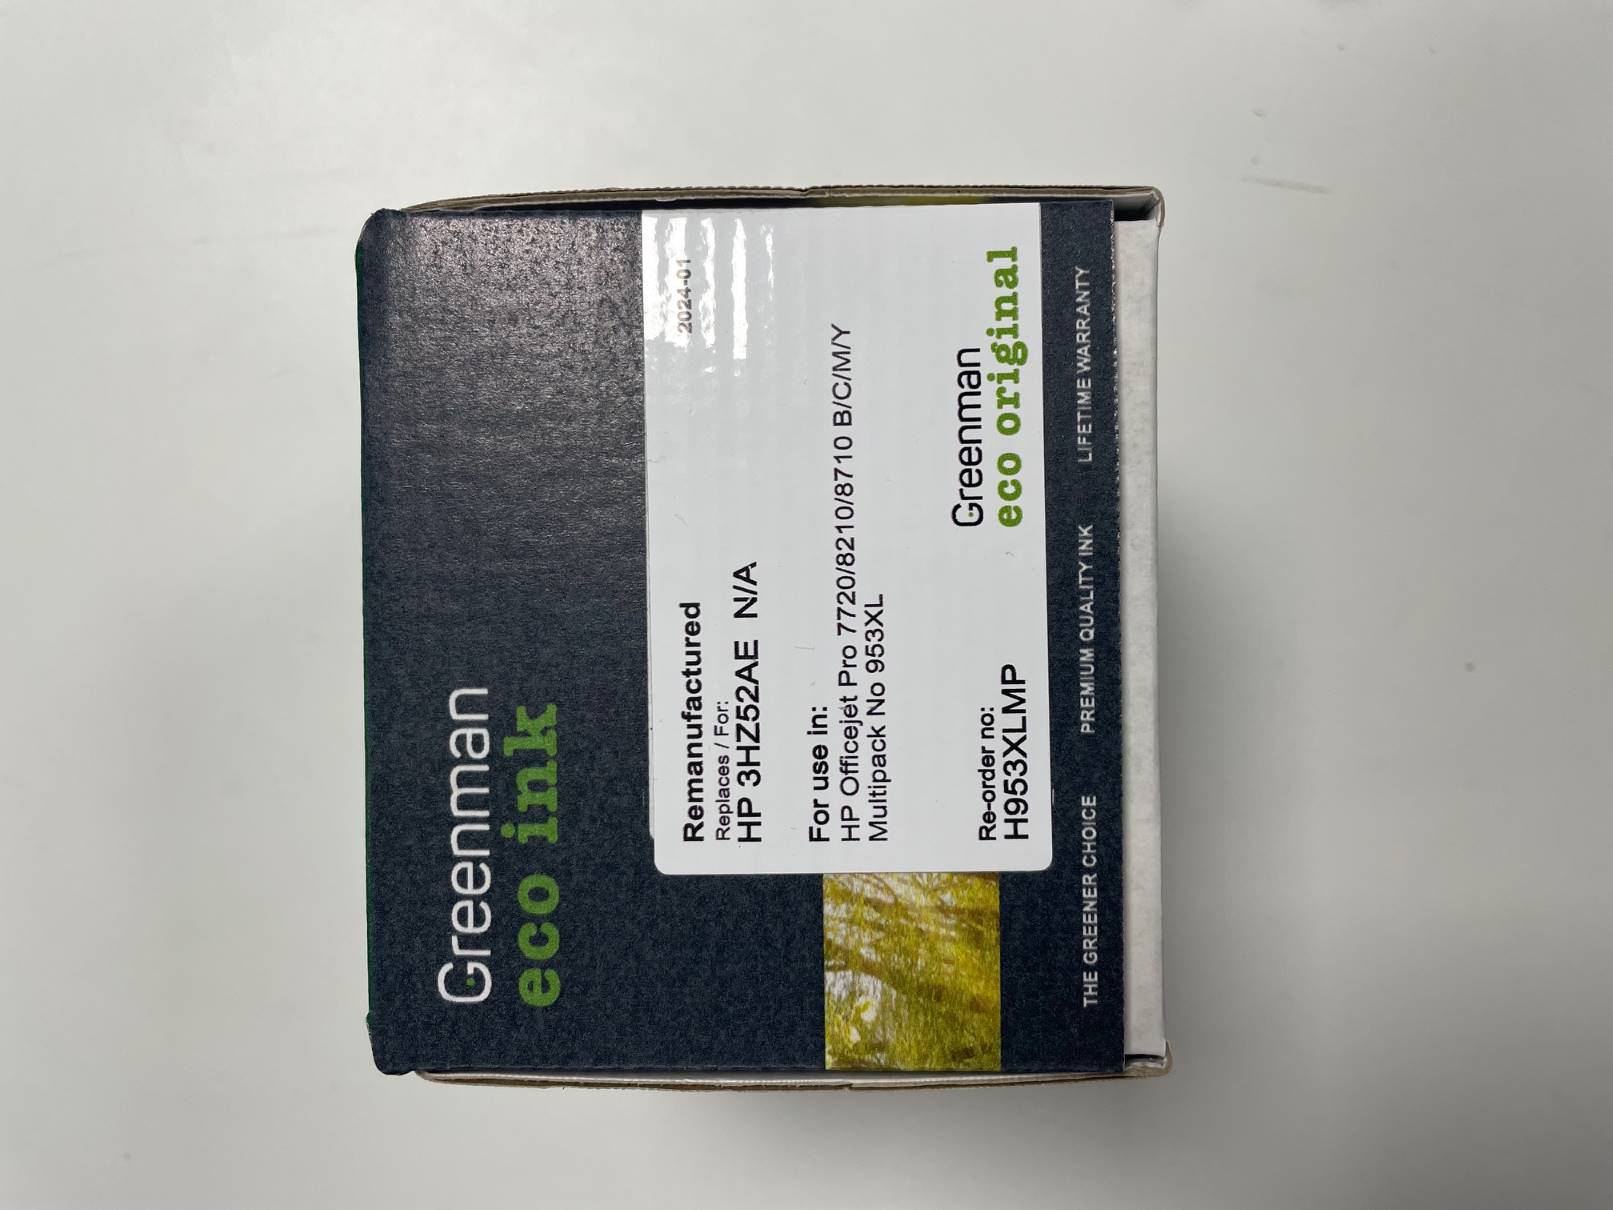 Greenman
eco ink
Remanufactured
2024-01
Replaces / For:
HP 3HZ52AE N/A
For use in:
HP Officejet Pro 7720/8210/8710 B/C/M/Y
Multipack No 953XL
Greenman
Re-order no:
eco original
H953XLMP
THE GREENER CHOICE PREMIUM QUALITY INK LIFETIME WARRANTY